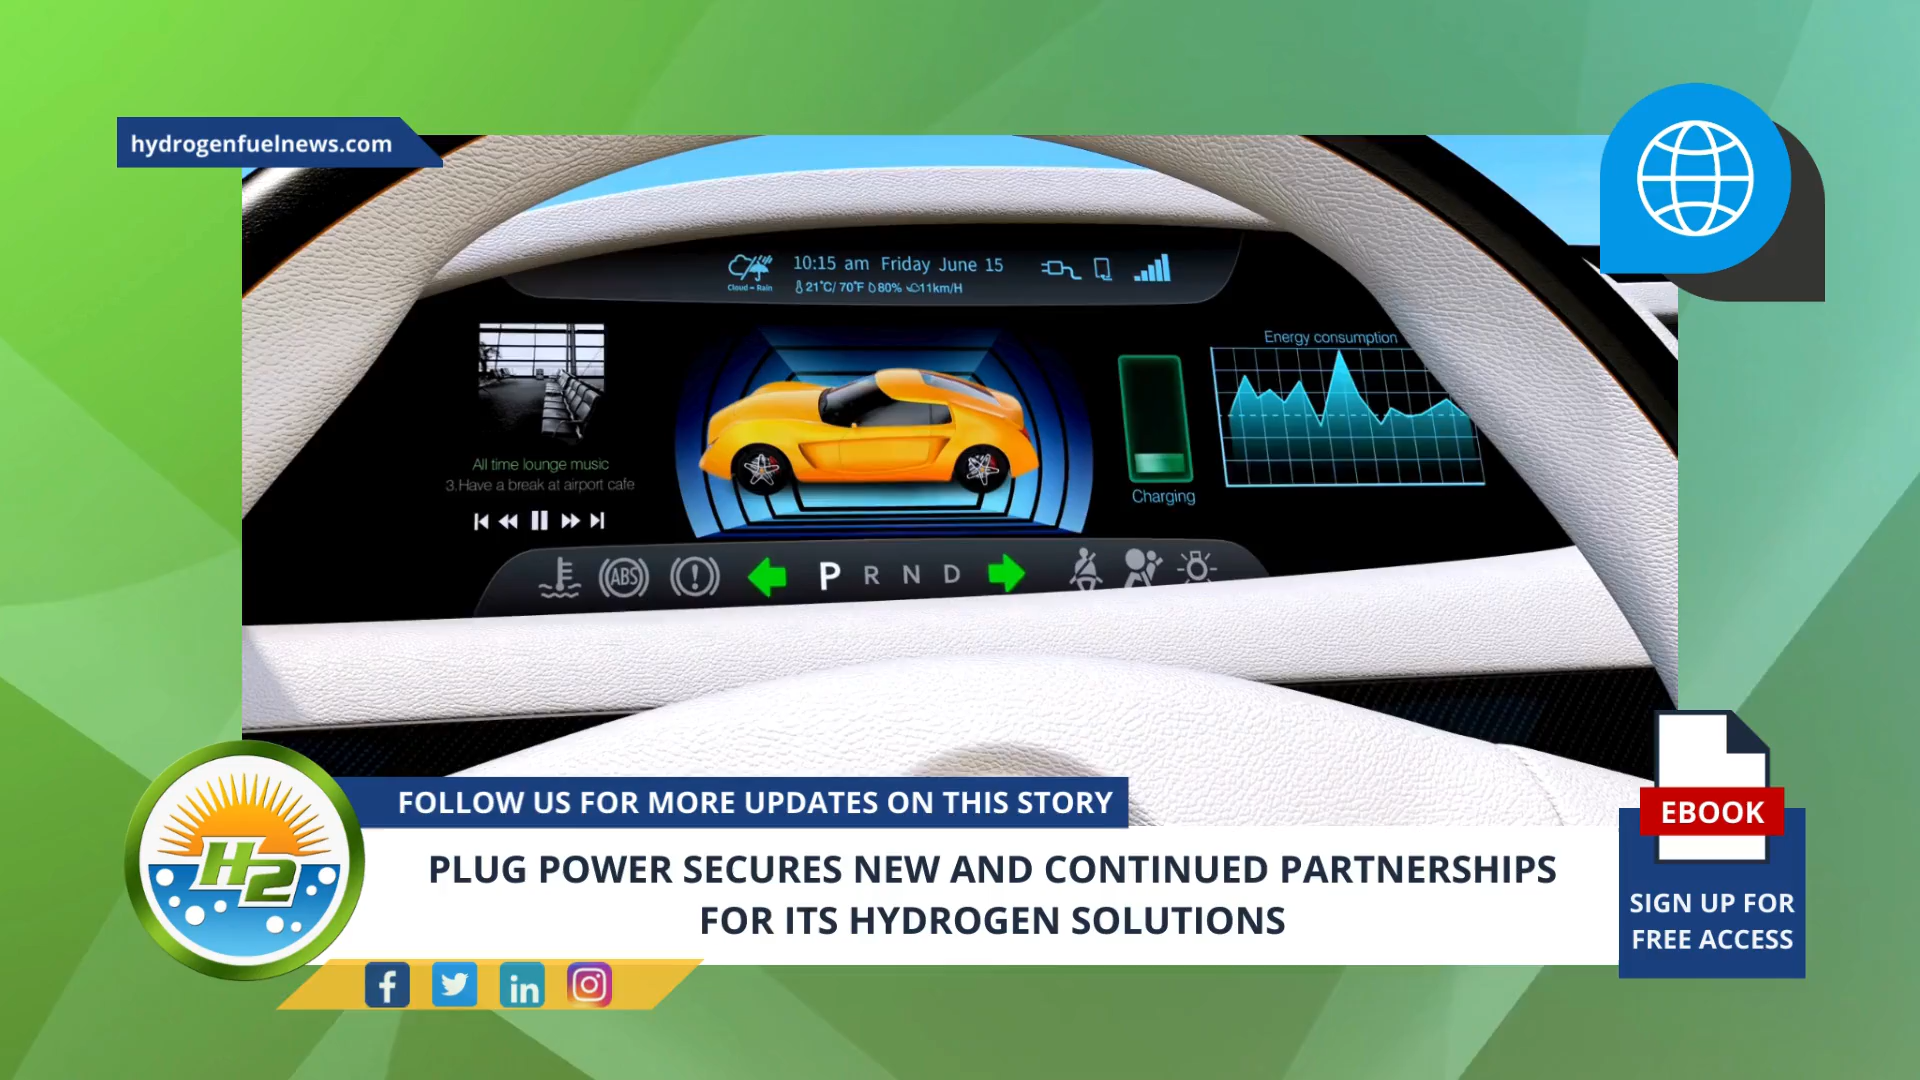 hydrogenfuelnews.com
10:15 am Friday June 15
Cloud - Rain
21°C/ 70°F 80% 11km/H
Energy consumption
All time lounge music
3.Have a break at airport cafe
Charging
ABS
P R N D
FOLLOW US FOR MORE UPDATES ON THIS STORY
PLUG POWER SECURES NEW AND CONTINUED PARTNERSHIPS
FOR ITS HYDROGEN SOLUTIONS
H2
EBOOK
SIGN UP FOR
FREE ACCESS
f
in